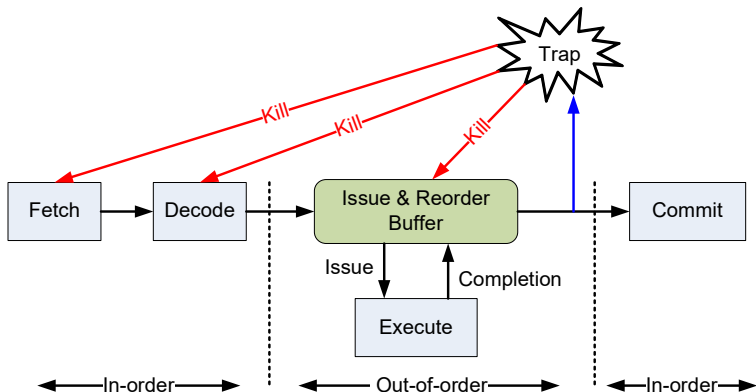 Trap
Kill
Kill
Kill
Fetch
Decode
Issue & Reorder
Buffer
Commit
Issue
Completion
Execute
In-order
Out-of-order
In-order